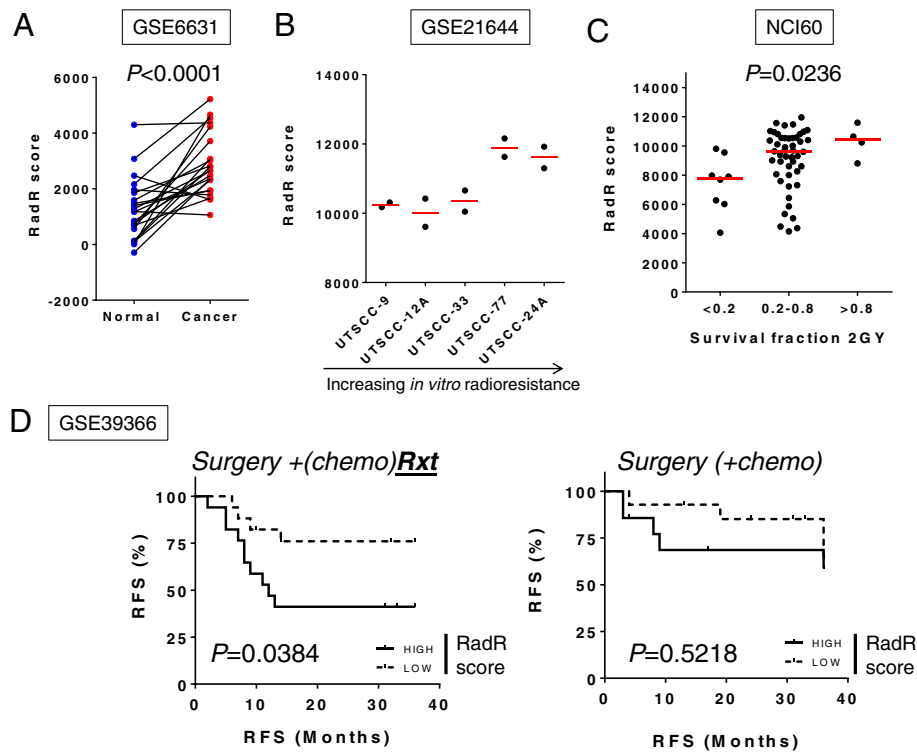 A
GSE6631
P<0.0001
RadR score
6000
4000
2000
0
-2000
Normal
Cancer
B
GSE21644
RadR score
14000
12000
10000
8000
UTSCC-9
UTSCC-12A
UTSCC-33
UTSCC-77
UTSCC-24A
Increasing in vitro radioresistance
C
NCI60
P=0.0236
RadR score
14000
12000
10000
8000
6000
4000
2000
0
<0.2
0.2-0.8
>0.8
Survival fraction 2GY
D
GSE39366
Surgery +(chemo)Rxt
RFS (%)
100
75
50
25
0
P=0.0384
HIGH
LOW
RadR
score
0 10 20 30 40
RFS (Months)
Surgery (+chemo)
RFS (%)
100
75
50
25
0
P=0.5218
HIGH
LOW
RadR
score
0 10 20 30 40
RFS (Months)